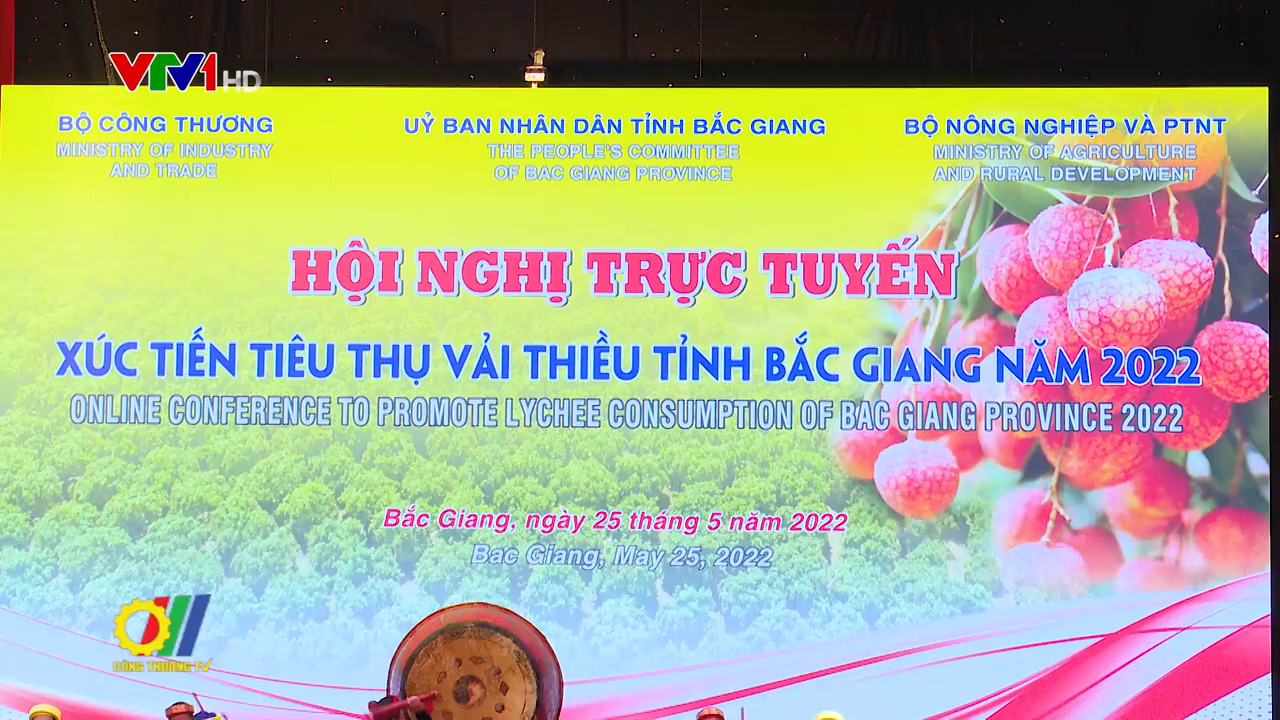 VTV1 HD
BỘ CÔNG THƯƠNG
MINISTRY OF INDUSTRY
AND TRADE
UỶ BAN NHÂN DÂN TỈNH BẮC GIANG
THE PEOPLE'S COMMITTEE
OF BAC GIANG PROVINCE
BỘ NÔNG NGHIỆP VÀ PTNT
MINISTRY OF AGRICULTURE
AND RURAL DEVELOPMENT
HỘI NGHỊ TRỰC TUYẾN
XÚC TIẾN TIÊU THỤ VẢI THIỀU TỈNH BẮC GIANG NĂM 2022
ONLINE CONFERENCE TO PROMOTE LYCHEE CONSUMPTION OF BAC GIANG PROVINCE 2022
Bắc Giang, ngày 25 tháng 5 năm 2022
Bac Giang, May 25, 2022
CÔNG THƯƠNG TV